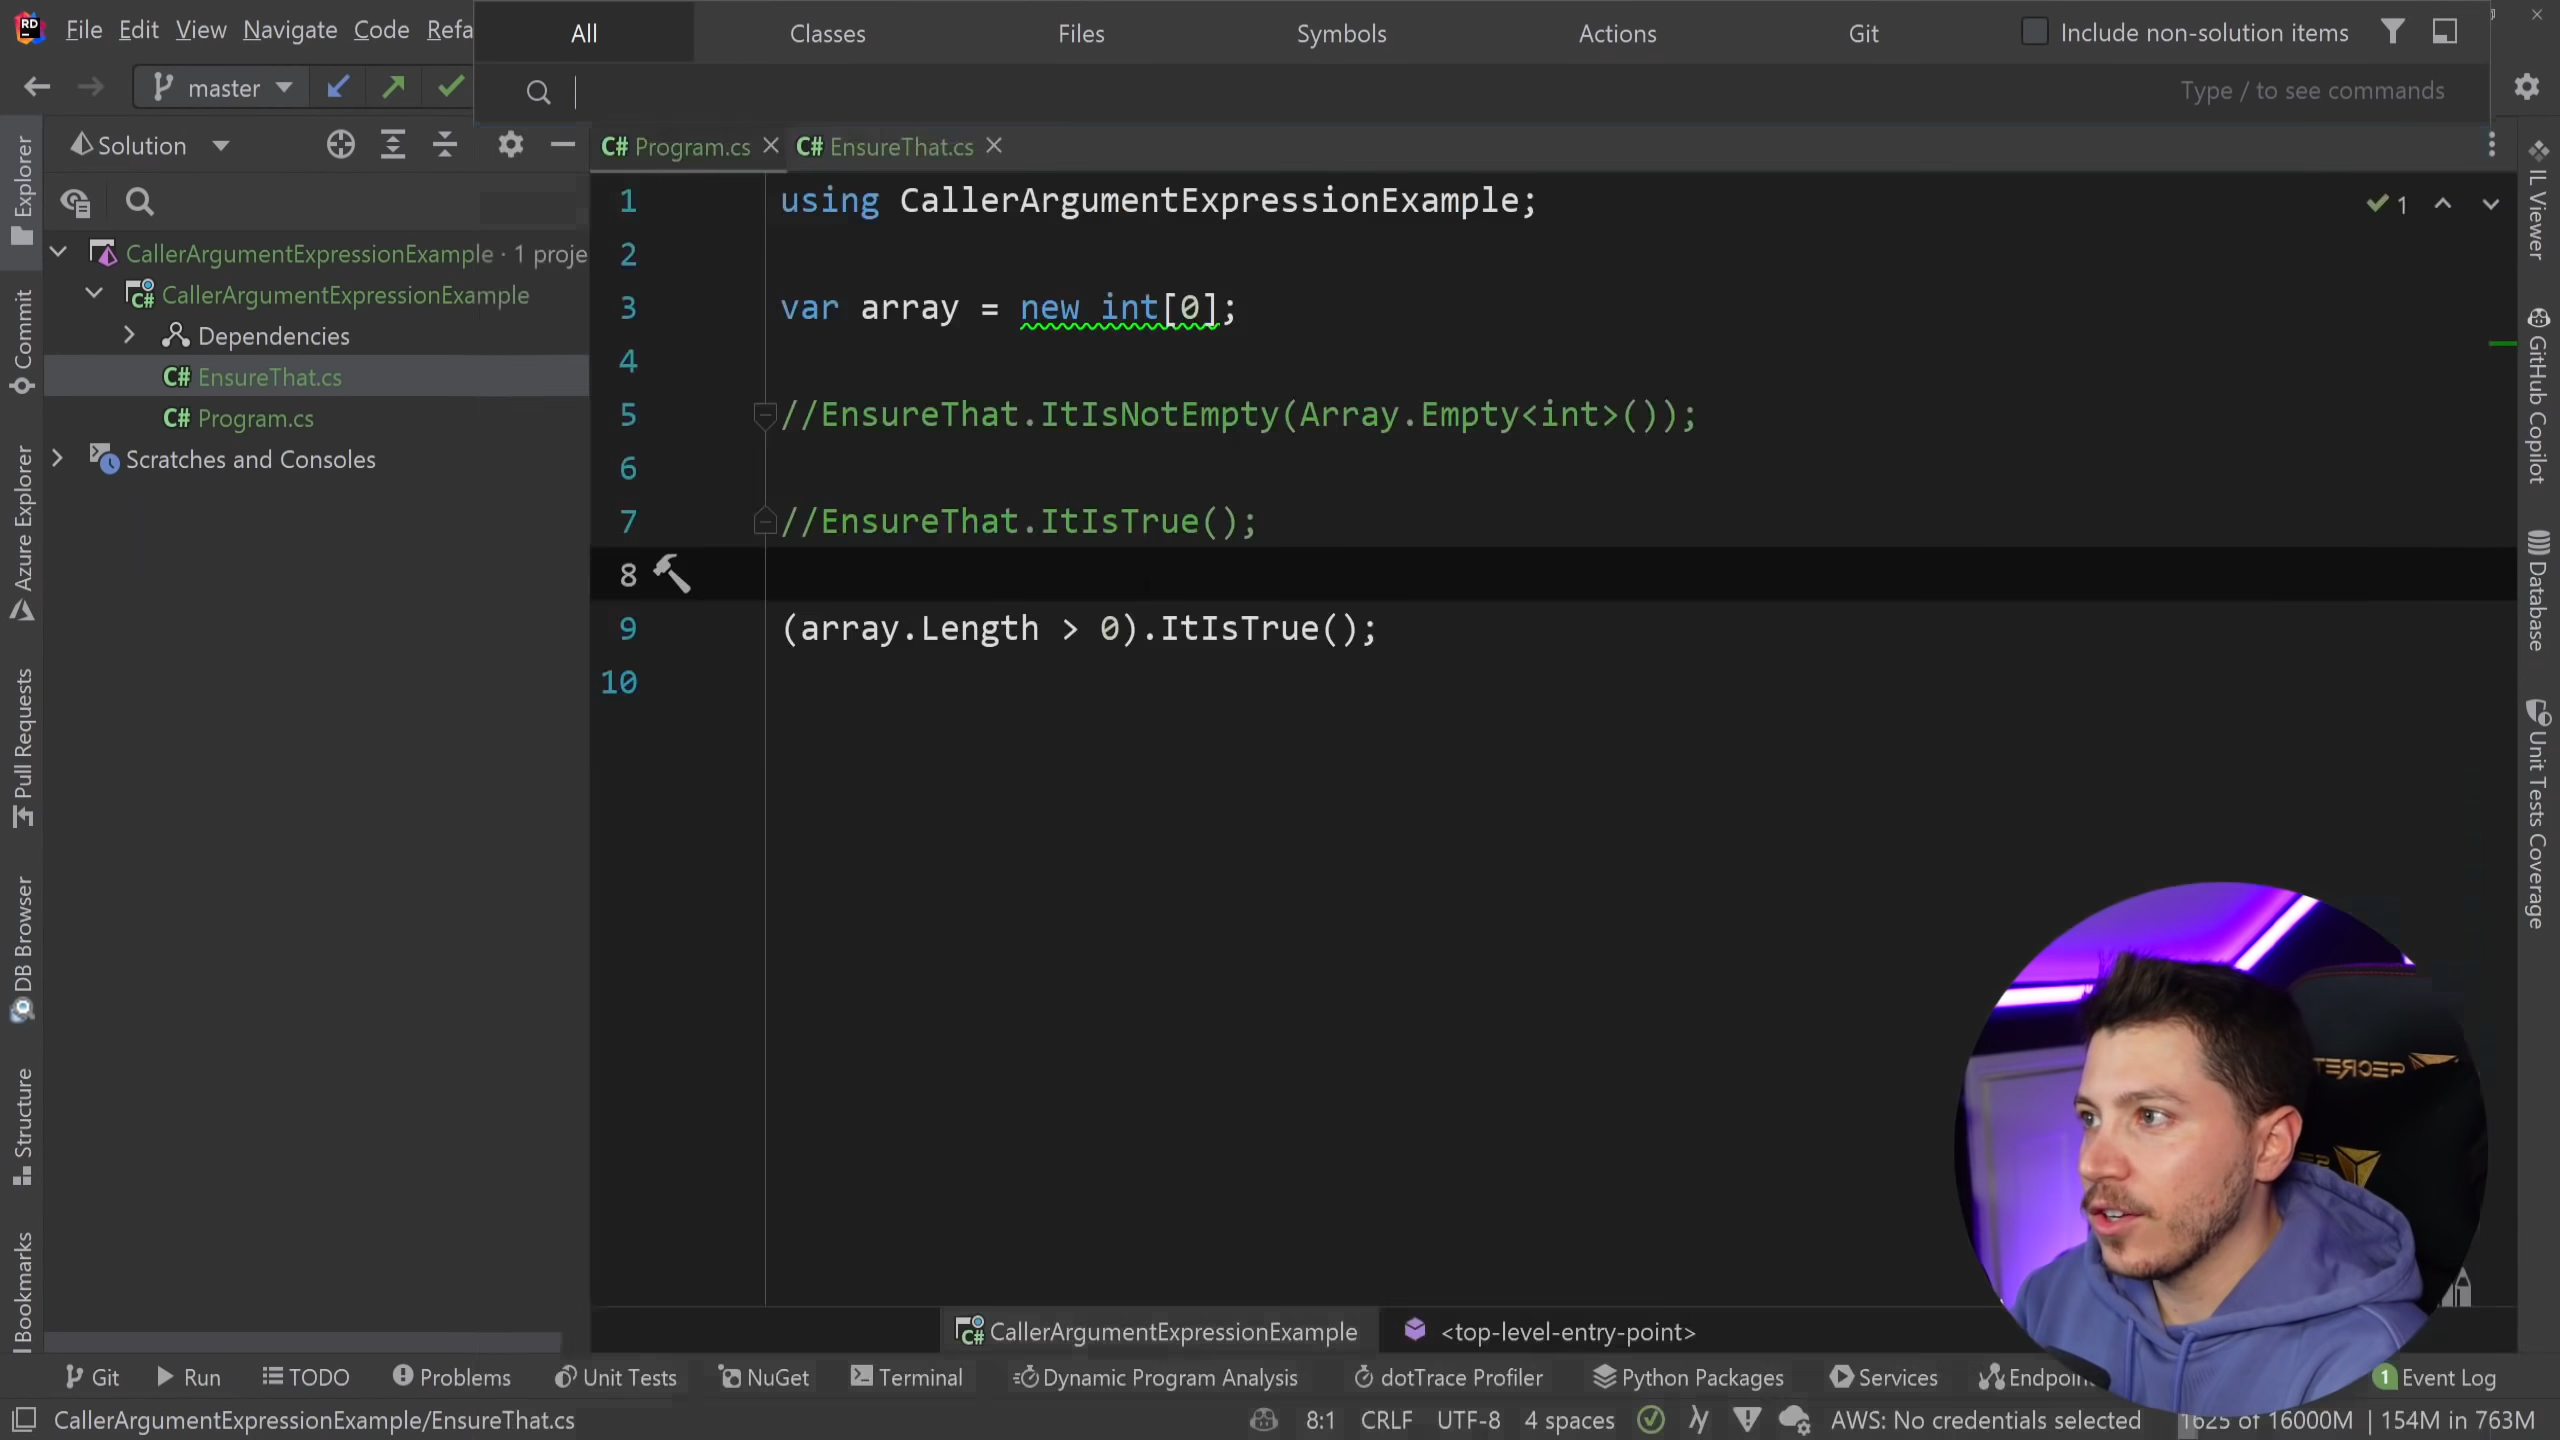 File Edit View Navigate Code Refa
All Classes Files Symbols Actions Git Include non-solution items
master
Type / to see commands
Solution
Program.cs
EnsureThat.cs
CallerArgumentExpressionExample · 1 proje
CallerArgumentExpressionExample
Dependencies
EnsureThat.cs
Program.cs
Scratches and Consoles
1 using CallerArgumentExpressionExample;
2
3 var array = new int[0];
4
5 //EnsureThat.ItIsNotEmpty(Array.Empty<int>());
6
7 //EnsureThat.ItIsTrue();
8
9 (array.Length > 0).ItIsTrue();
10
1
Explorer
Commit
Azure Explorer
Pull Requests
DB Browser
Structure
Bookmarks
IL Viewer
GitHub Copilot
Database
Unit Tests Coverage
SECRET
CallerArgumentExpressionExample <top-level-entry-point>
Git Run TODO Problems Unit Tests NuGet Terminal Dynamic Program Analysis dotTrace Profiler Python Packages Services Endpoin 1 Event Log
CallerArgumentExpressionExample/EnsureThat.cs 8:1 CRLF UTF-8 4 spaces AWS: No credentials selected 1625 of 16000M 154M in 763M